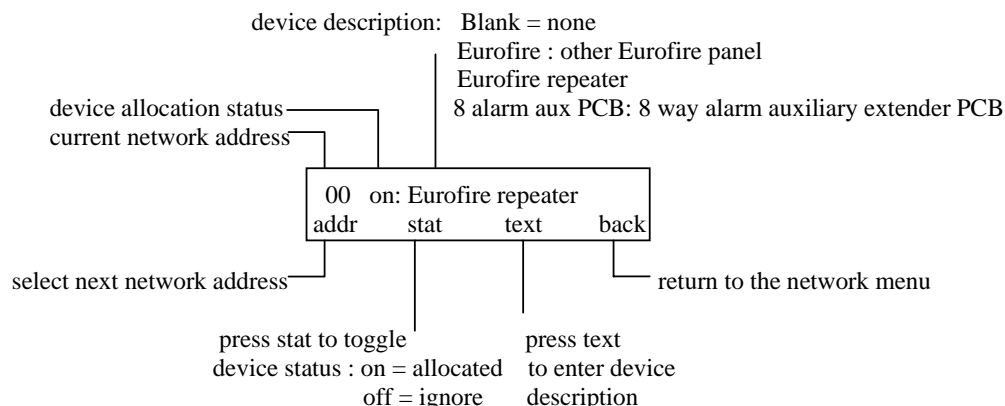 device description: Blank = none
Eurofire : other Eurofire panel
Eurofire repeater
8 alarm aux PCB: 8 way alarm auxiliary extender PCB
device allocation status
current network address
00 on: Eurofire repeater
addr stat text back
select next network address
return to the network menu
press stat to toggle
device status : on = allocated
off = ignore
press text
to enter device
description